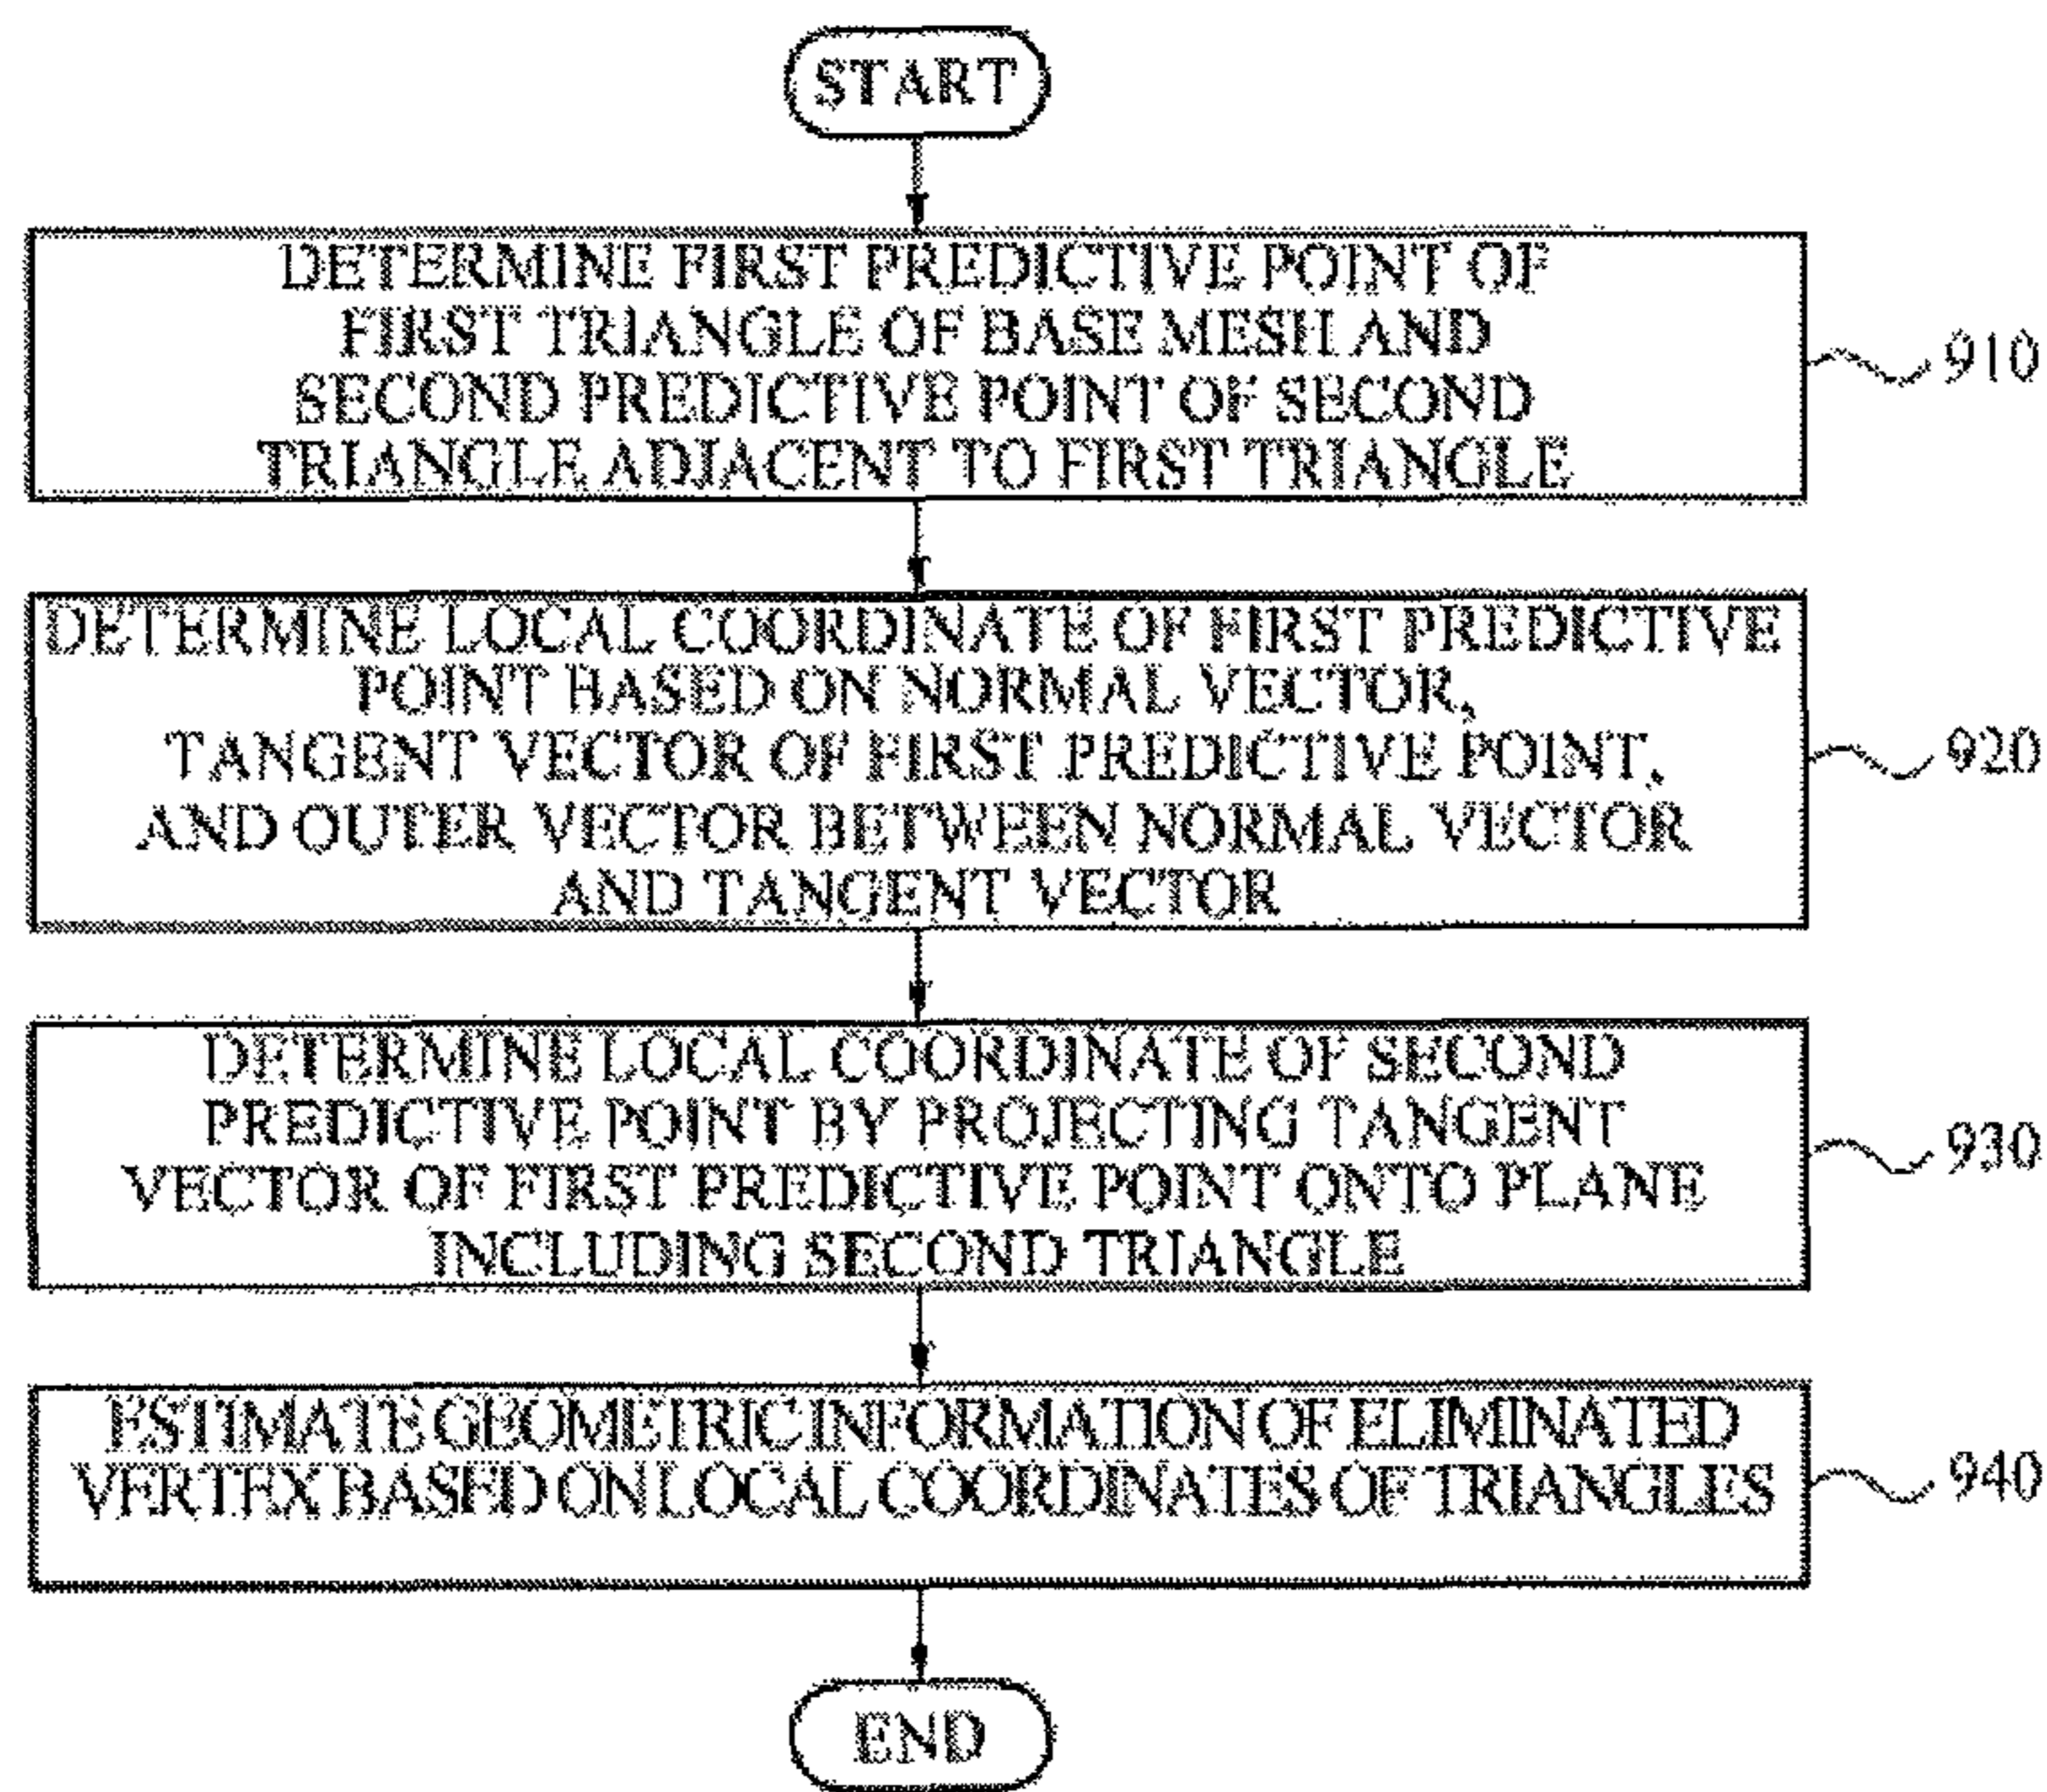 START
DETERMINE FIRST PREDICTIVE POINT OF
FIRST TRIANGLE OF BASE MESH AND
SECOND PREDICTIVE POINT OF SECOND
TRIANGLE ADJACENT TO FIRST TRIANGLE
910
DETERMINE LOCAL COORDINATE OF FIRST PREDICTIVE
POINT BASED ON NORMAL VECTOR,
TANGENT VECTOR OF FIRST PREDICTIVE POINT,
AND OUTER VECTOR BETWEEN NORMAL VECTOR
AND TANGENT VECTOR
920
DETERMINE LOCAL COORDINATE OF SECOND
PREDICTIVE POINT BY PROJECTING TANGENT
VECTOR OF FIRST PREDICTIVE POINT ONTO PLANE
INCLUDING SECOND TRIANGLE
930
ESTIMATE GEOMETRIC INFORMATION OF ELIMINATED
VERTEX BASED ON LOCAL COORDINATES OF TRIANGLES
940
END